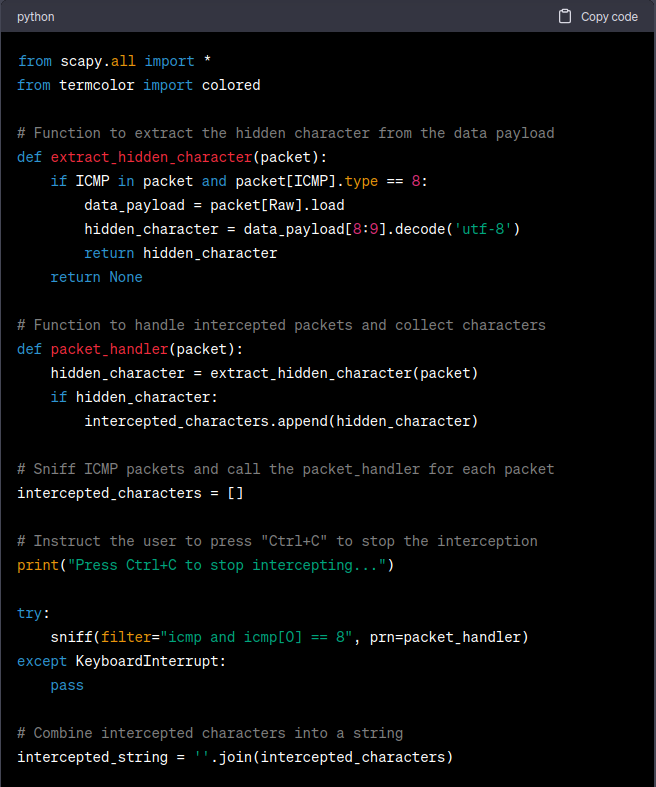 python
Copy code
from scapy.all import *
from termcolor import colored
# Function to extract the hidden character from the data payload
def extract_hidden_character(packet):
    if ICMP in packet and packet[ICMP].type == 8:
        data_payload = packet[Raw].load
        hidden_character = data_payload[8:9].decode('utf-8')
        return hidden_character
    return None
# Function to handle intercepted packets and collect characters
def packet_handler(packet):
    hidden_character = extract_hidden_character(packet)
    if hidden_character:
        intercepted_characters.append(hidden_character)
# Sniff ICMP packets and call the packet_handler for each packet
intercepted_characters = []
# Instruct the user to press "Ctrl+C" to stop the interception
print("Press Ctrl+C to stop intercepting...")
try:
    sniff(filter="icmp and icmp[0] == 8", prn=packet_handler)
except KeyboardInterrupt:
    pass
# Combine intercepted characters into a string
intercepted_string = ''.join(intercepted_characters)